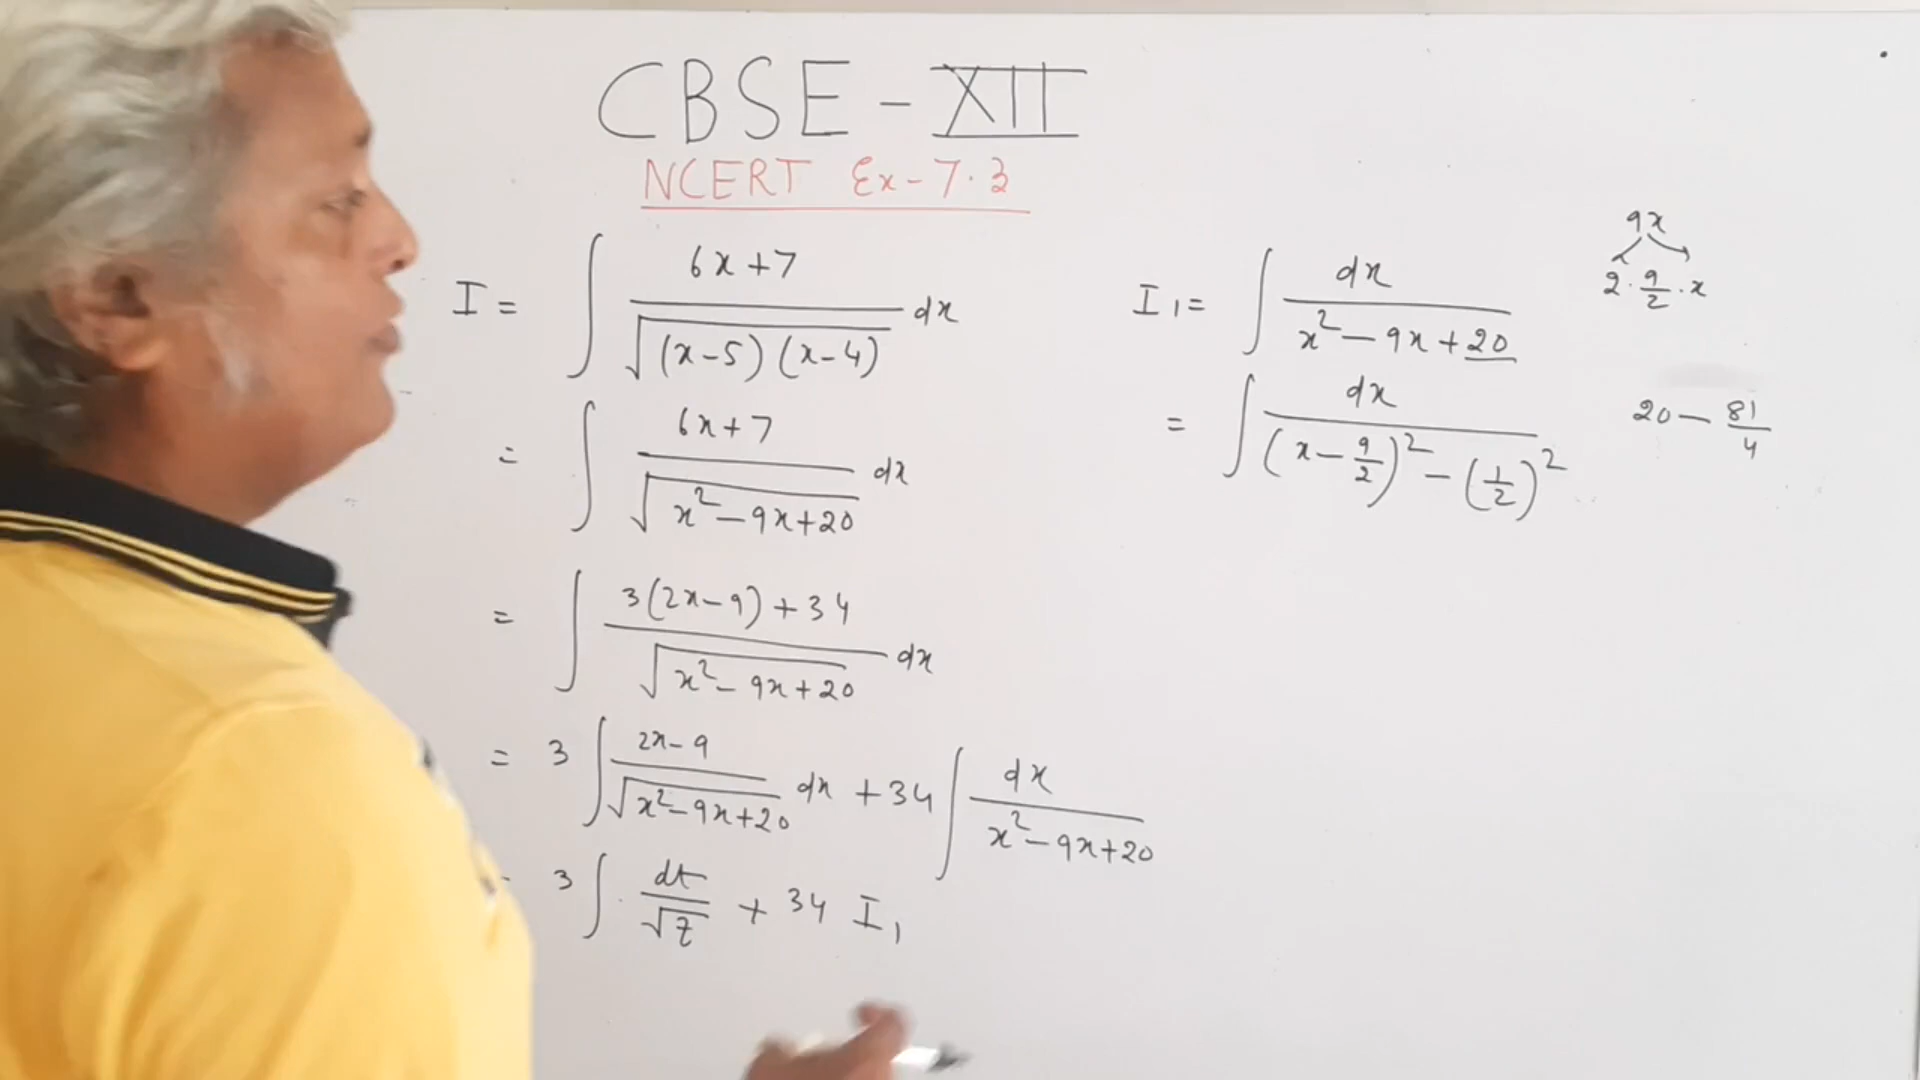 CBSE - XII
NCERT Ex-7.3
I = ∫ 6x+7 / √(x-5)(x-4) dx
= ∫ 6x+7 / √x²-9x+20 dx
= ∫ 3(2x-9)+34 / √x²-9x+20 dx
= 3 ∫ 2x-9 / √x²-9x+20 dx + 34 ∫ dx / x²-9x+20
= 3 ∫ dt / √z + 34 I₁
I₁ = ∫ dx / x²-9x+20
= ∫ dx / (x-9/2)² - (1/2)²
9x
2·9/2·x
20 - 81/4